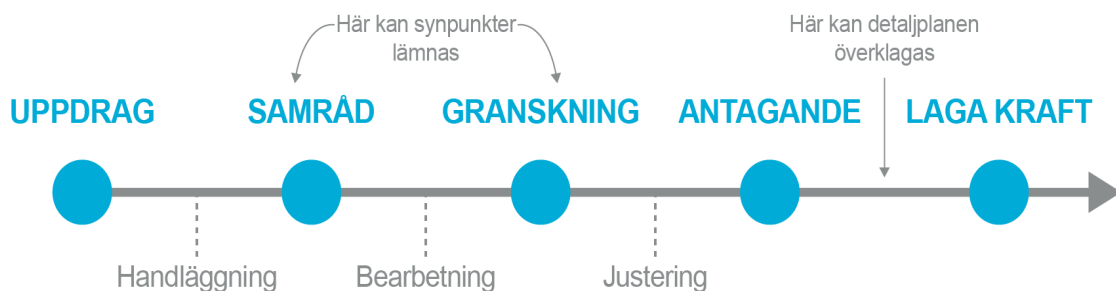 Här kan synpunkter
lämnas
Här kan detaljplanen
överklagas
UPPDRAG
SAMRÅD
GRANSKNING
ANTAGANDE
LAGA KRAFT
Handläggning
Bearbetning
Justering